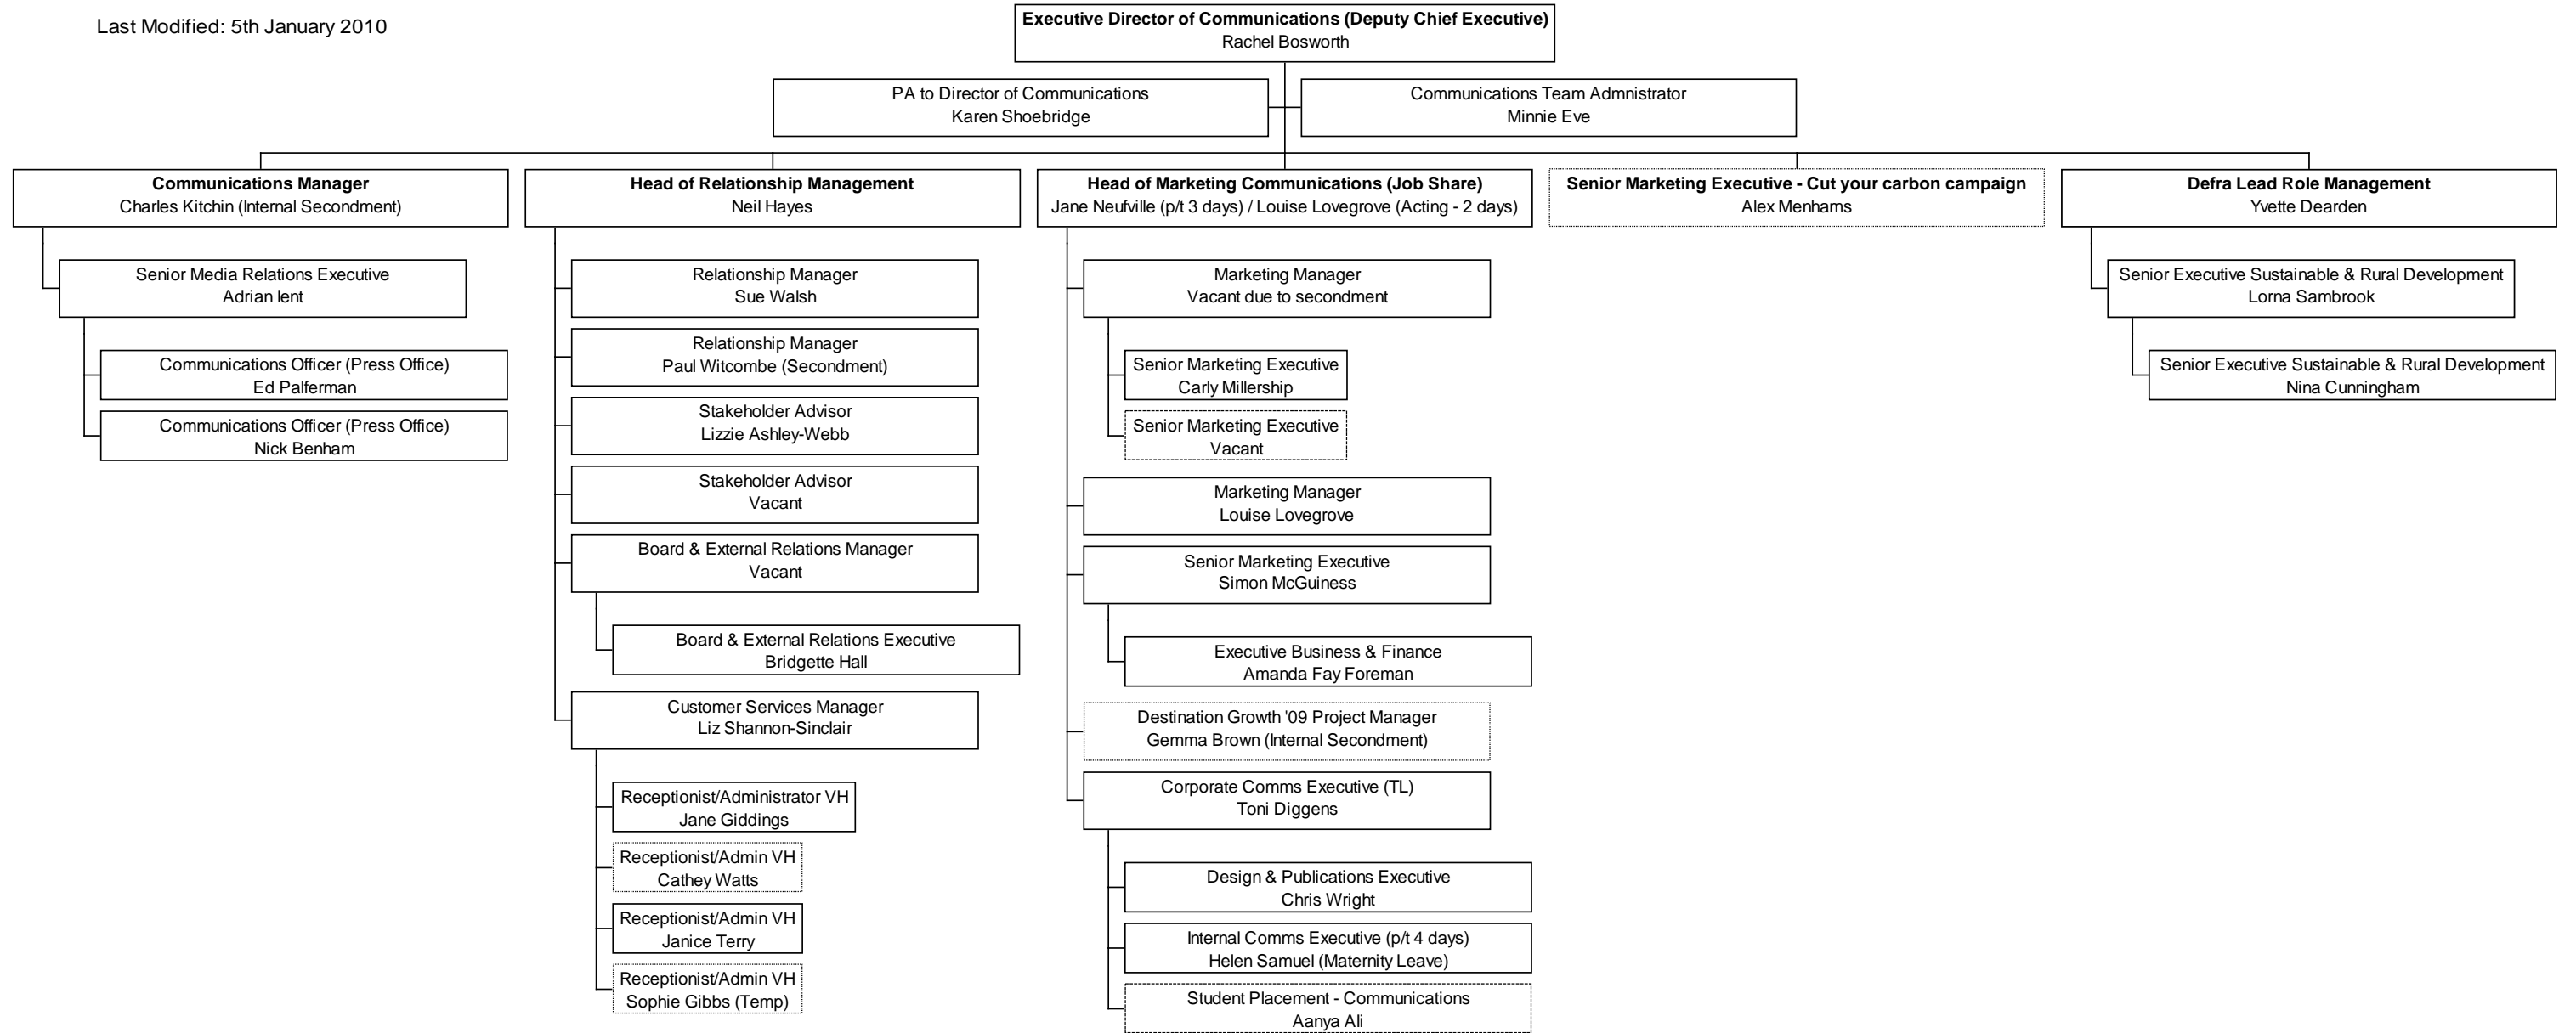 Last Modified: 5th January 2010
Executive Director of Communications (Deputy Chief Executive)
Rachel Bosworth
PA to Director of Communications
Karen Shoebridge
Communications Team Admnistrator
Minnie Eve
Communications Manager
Charles Kitchin (Internal Secondment)
Senior Media Relations Executive
Adrian Ient
Communications Officer (Press Office)
Ed Palferman
Communications Officer (Press Office)
Nick Benham
Head of Relationship Management
Neil Hayes
Relationship Manager
Sue Walsh
Relationship Manager
Paul Witcombe (Secondment)
Stakeholder Advisor
Lizzie Ashley-Webb
Stakeholder Advisor
Vacant
Board & External Relations Manager
Vacant
Board & External Relations Executive
Bridgette Hall
Customer Services Manager
Liz Shannon-Sinclair
Receptionist/Administrator VH
Jane Giddings
Receptionist/Admin VH
Cathey Watts
Receptionist/Admin VH
Janice Terry
Receptionist/Admin VH
Sophie Gibbs (Temp)
Head of Marketing Communications (Job Share)
Jane Neufville (p/t 3 days) / Louise Lovegrove (Acting - 2 days)
Marketing Manager
Vacant due to secondment
Senior Marketing Executive
Carly Millership
Senior Marketing Executive
Vacant
Marketing Manager
Louise Lovegrove
Senior Marketing Executive
Simon McGuiness
Executive Business & Finance
Amanda Fay Foreman
Destination Growth '09 Project Manager
Gemma Brown (Internal Secondment)
Corporate Comms Executive (TL)
Toni Diggens
Design & Publications Executive
Chris Wright
Internal Comms Executive (p/t 4 days)
Helen Samuel (Maternity Leave)
Student Placement - Communications
Aanya Ali
Senior Marketing Executive - Cut your carbon campaign
Alex Menhams
Defra Lead Role Management
Yvette Dearden
Senior Executive Sustainable & Rural Development
Lorna Sambrook
Senior Executive Sustainable & Rural Development
Nina Cunningham